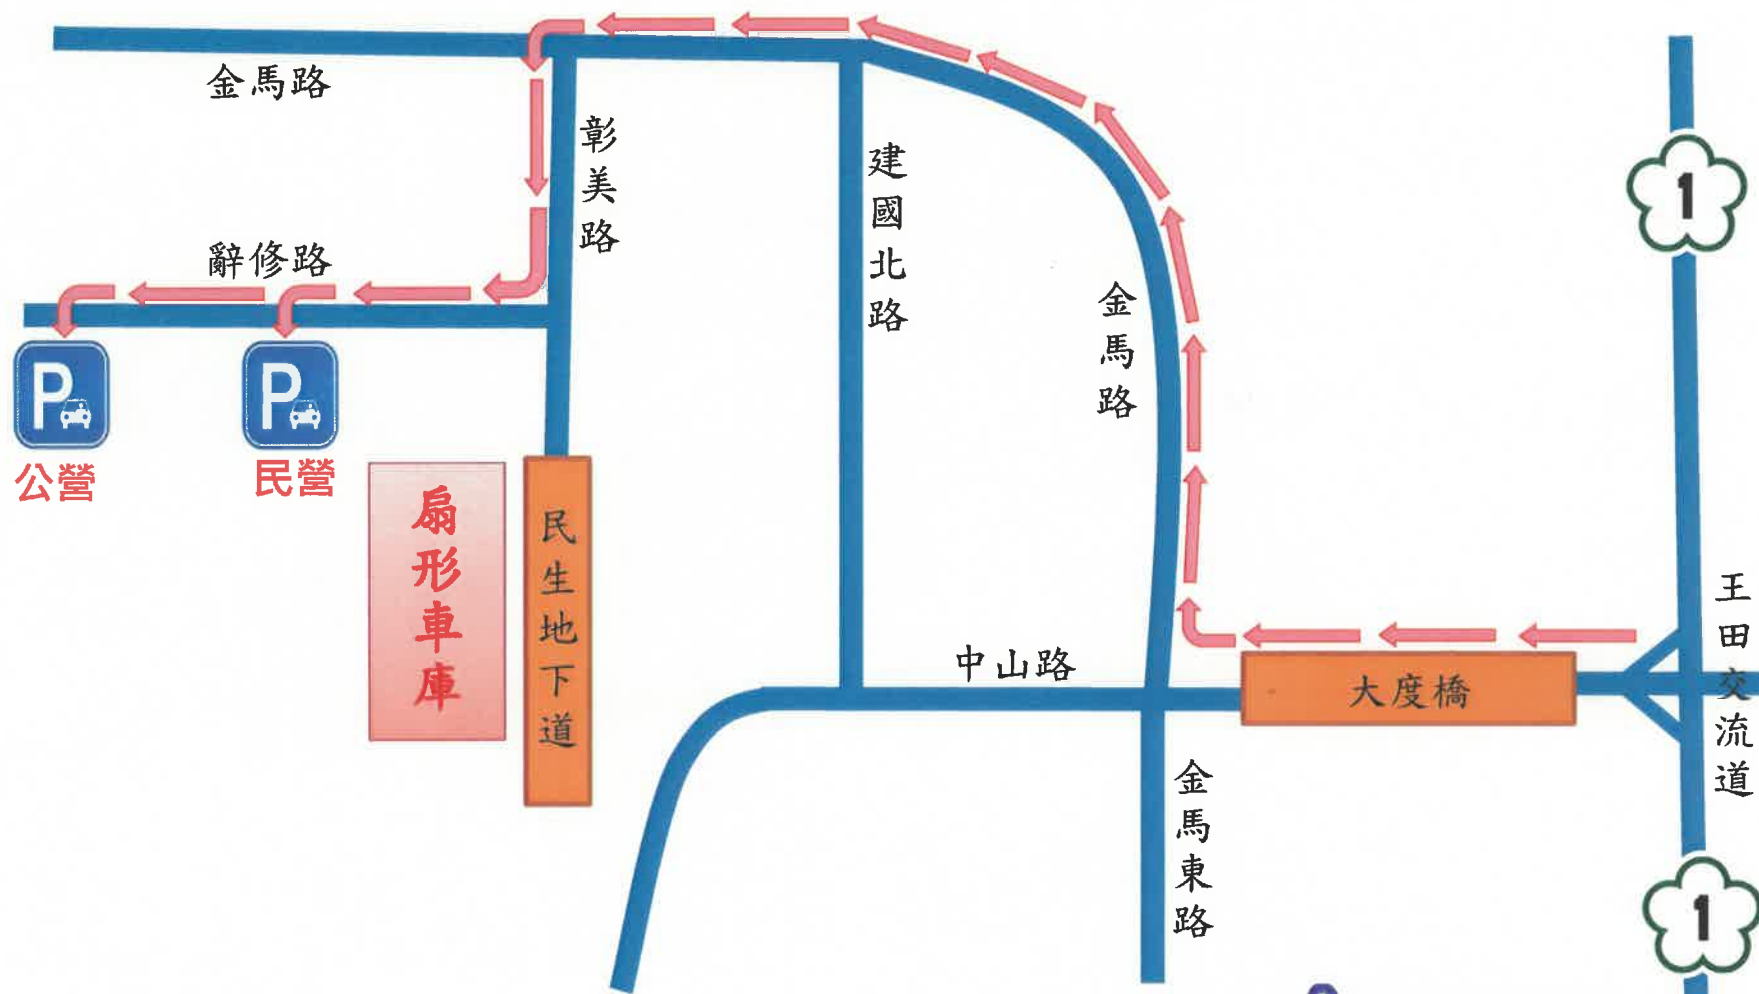 金馬路
彰美路
建國北路
1
辭修路
金馬路
P
P
公營
民營
扇形車庫
民生地下道
中山路
大度橋
王田交流道
金馬東路
1